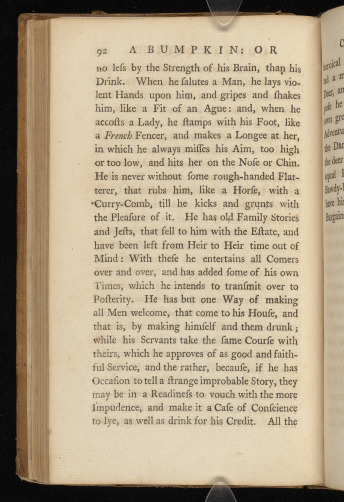 92 A BUMPKIN: OR
no leſs by the Strength of his Brain, than his
Drink. When he ſalutes a Man, he lays vio-
lent Hands upon him, and gripes and ſhakes
him, like a Fit of an Ague: and, when he
accoſts a Lady, he ſtamps with his Foot, like
a French Fencer, and makes a Longee at her,
in which he always miſſes his Aim, too high
or too low, and hits her on the Noſe or Chin.
He is never without ſome rough-handed Flat-
terer, that rubs him, like a Horſe, with a
Curry-Comb, till he kicks and grunts with
the Pleaſure of it. He has old Family Stories
and Jeſts, that fell to him with the Eſtate, and
have been left from Heir to Heir time out of
Mind: With theſe he entertains all Comers
over and over, and has added ſome of his own
Times, which he intends to tranſmit over to
Poſterity. He has but one Way of making
all Men welcome, that come to his Houſe, and
that is, by making himſelf and them drunk;
while his Servants take the ſame Courſe with
theirs, which he approves of as good and faith-
ful Service, and the rather, becauſe, if he has
Occaſion to tell a ſtrange improbable Story, they
may be in a Readineſs to vouch with the more
Impudence, and make it a Caſe of Conſcience
to lye, as well as drink for his Credit. All the